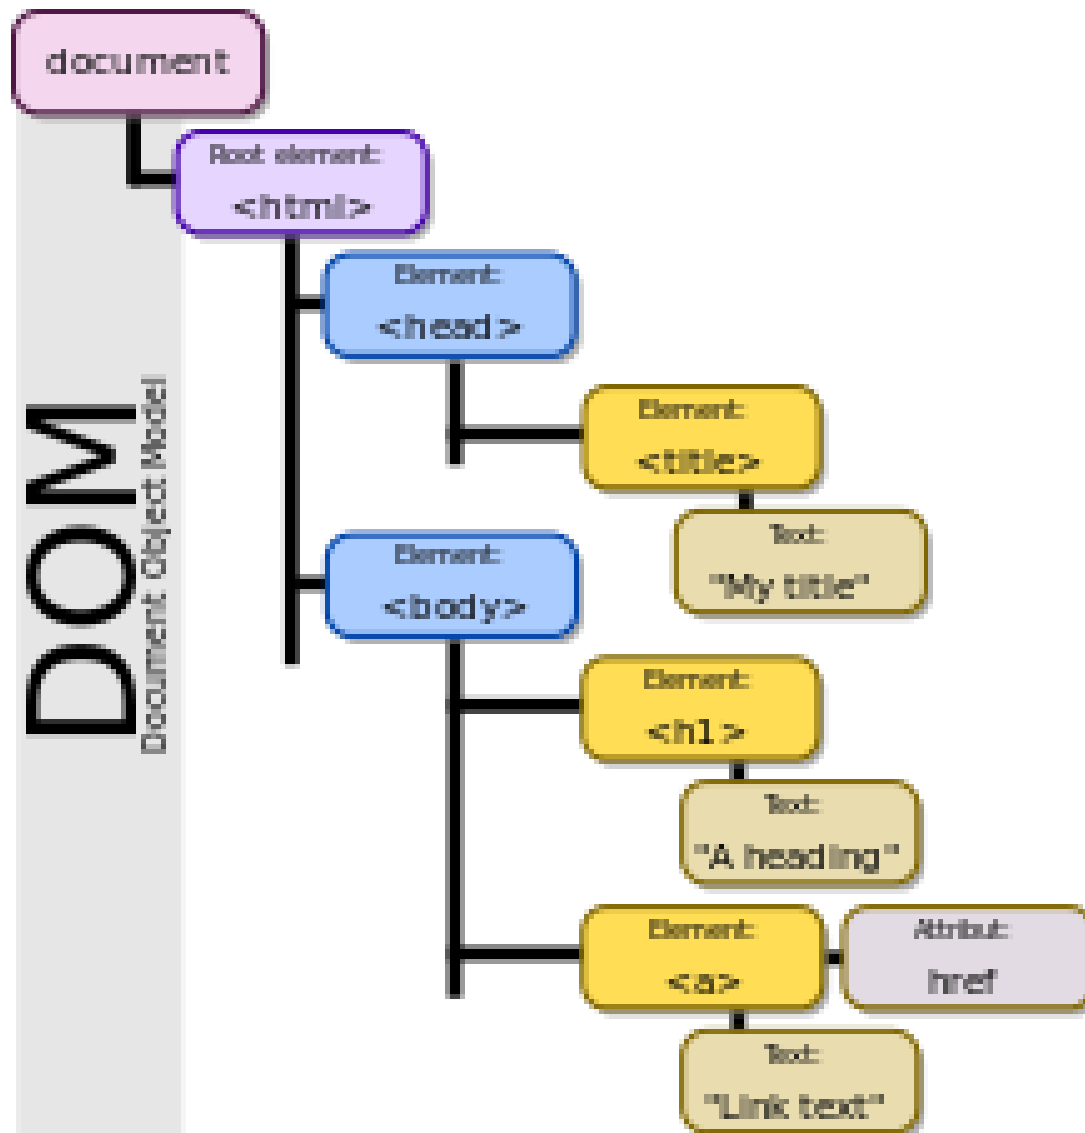 document
Root element:
<html>
Element:
<head>
Element:
<title>
Text:
"My title"
Element:
<body>
Element:
<h1>
Text:
"A heading"
Element:
<a>
Attribut:
href
Text:
"Link text"
DOM
Document Object Model